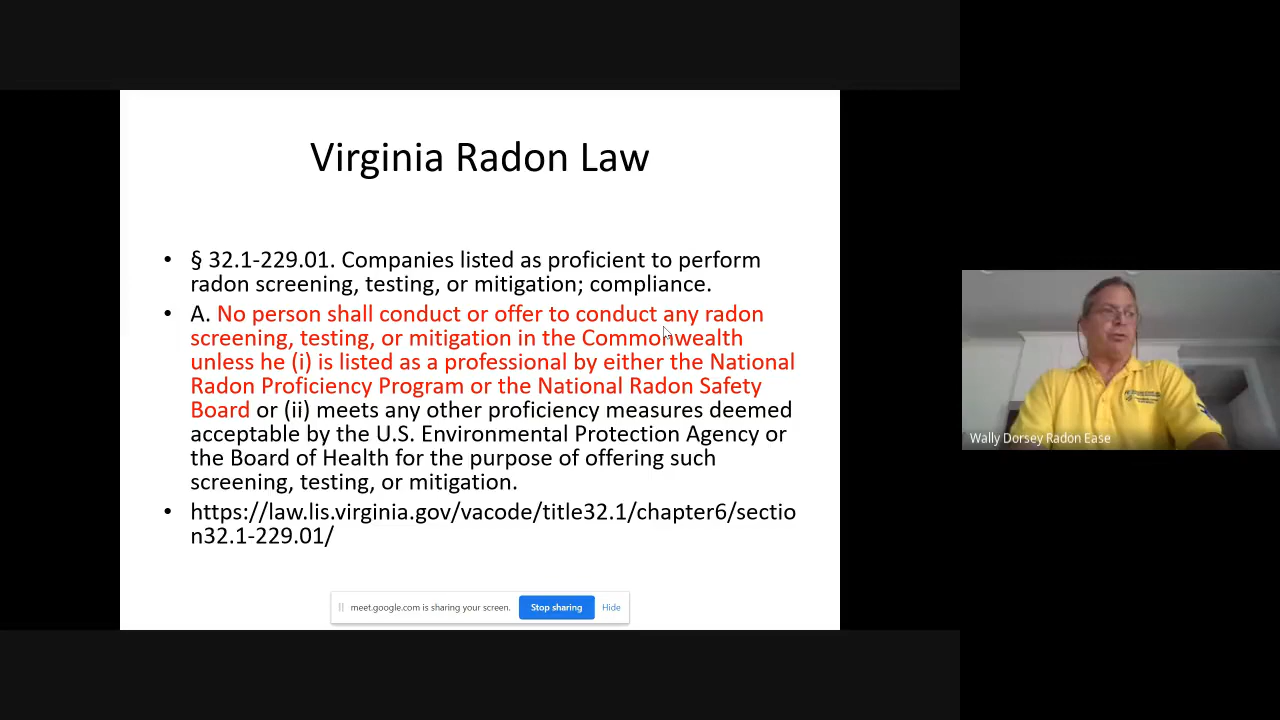 Virginia Radon Law
• § 32.1-229.01. Companies listed as proficient to perform
radon screening, testing, or mitigation; compliance.
• A. No person shall conduct or offer to conduct any radon
screening, testing, or mitigation in the Commonwealth
unless he (i) is listed as a professional by either the National
Radon Proficiency Program or the National Radon Safety
Board or (ii) meets any other proficiency measures deemed
acceptable by the U.S. Environmental Protection Agency or
the Board of Health for the purpose of offering such
screening, testing, or mitigation.
• https://law.lis.virginia.gov/vacode/title32.1/chapter6/sectio
n32.1-229.01/
meet.google.com is sharing your screen. Stop sharing Hide
Wally Dorsey Radon Ease